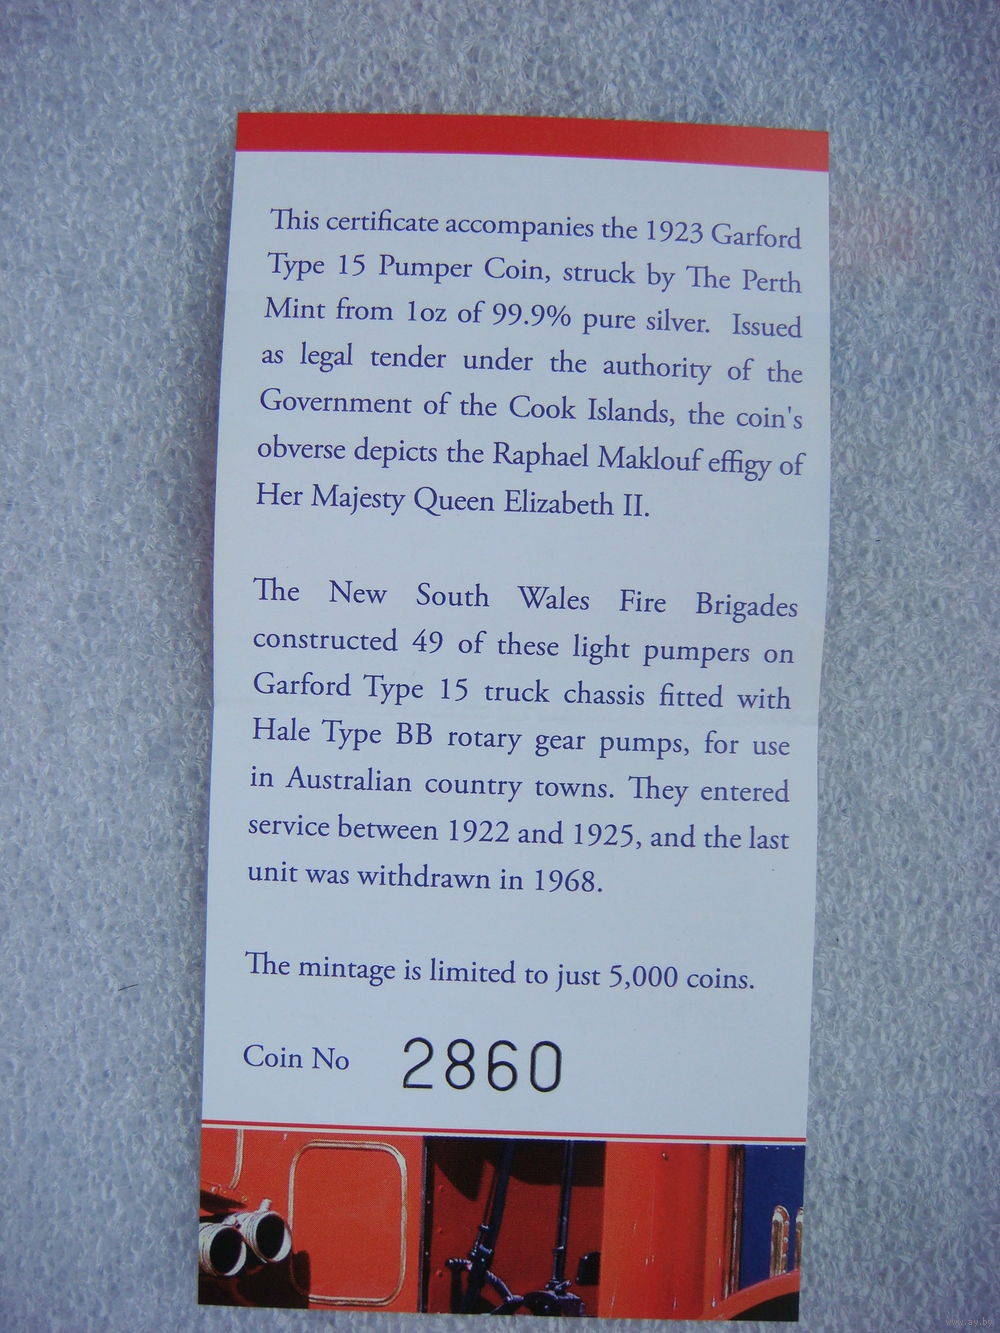 This certificate accompanies the 1923 Garford
Type 15 Pumper Coin, struck by The Perth
Mint from 1oz of 99.9% pure silver. Issued
as legal tender under the authority of the
Government of the Cook Islands, the coin's
obverse depicts the Raphael Maklouf effigy of
Her Majesty Queen Elizabeth II.
The New South Wales Fire Brigades
constructed 49 of these light pumpers on
Garford Type 15 truck chassis fitted with
Hale Type BB rotary gear pumps, for use
in Australian country towns. They entered
service between 1922 and 1925, and the last
unit was withdrawn in 1968.
The mintage is limited to just 5,000 coins.
Coin No 2860
www.ay.by